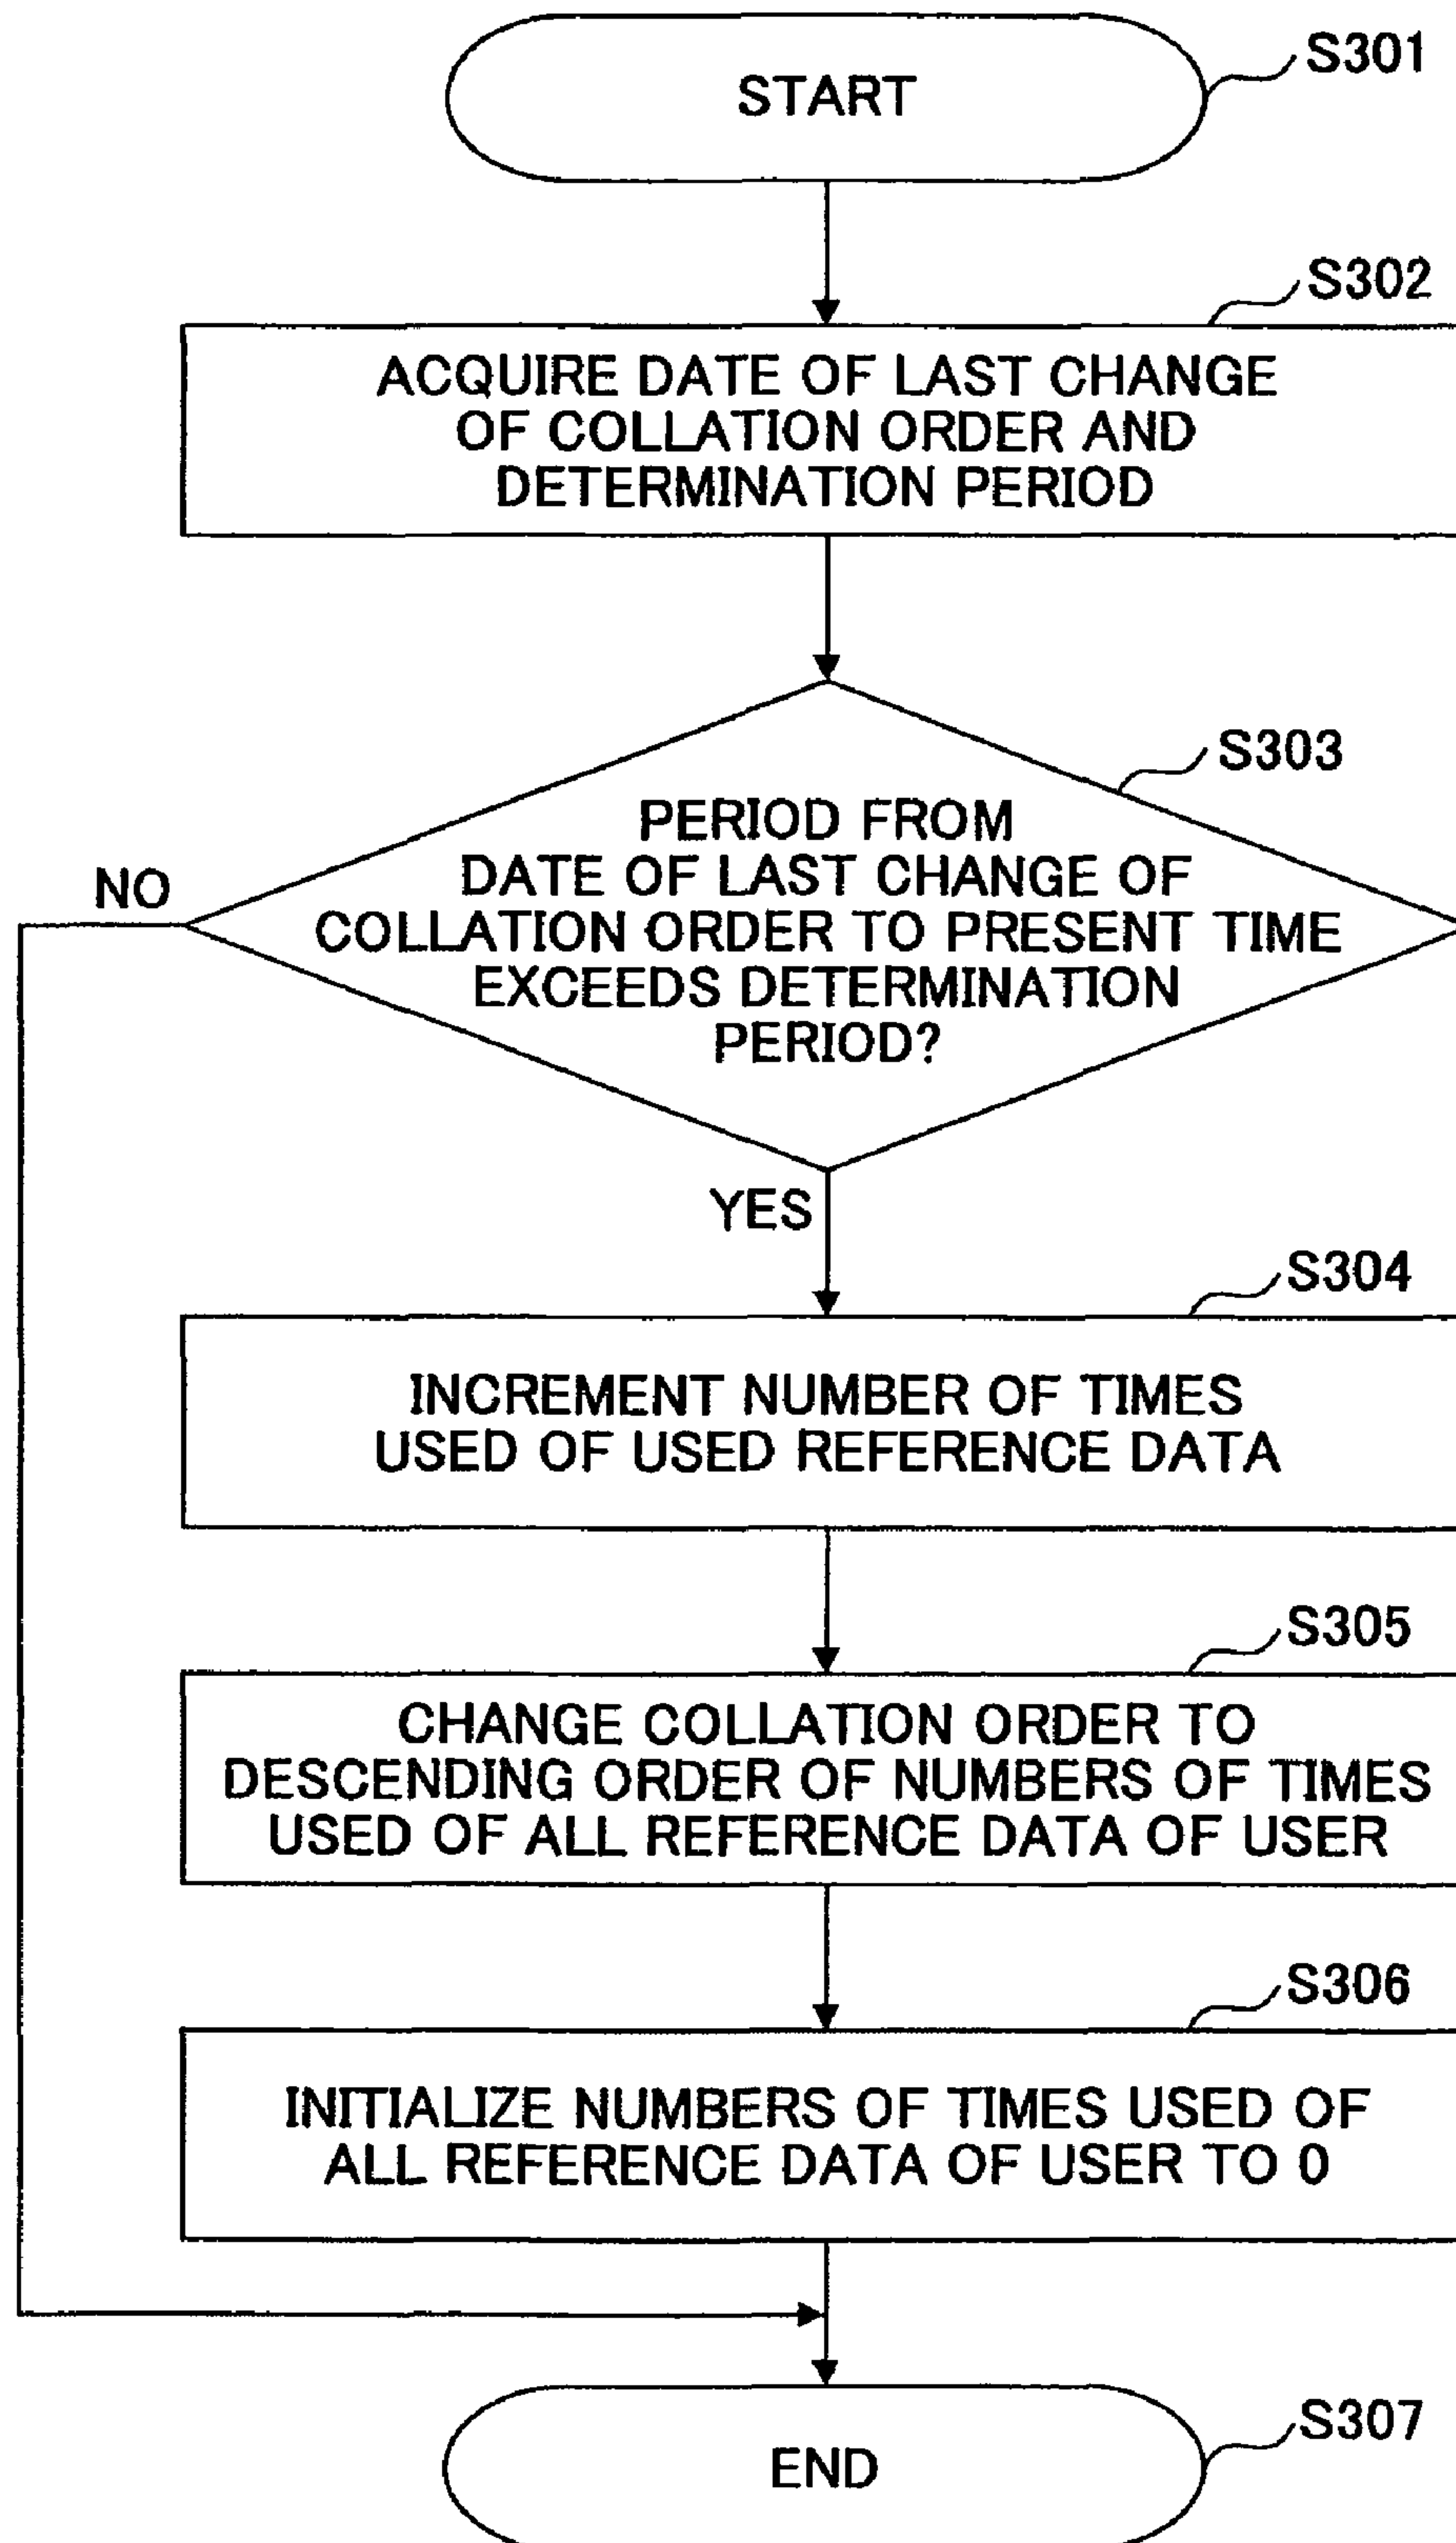 START
S301
S302
ACQUIRE DATE OF LAST CHANGE
OF COLLATION ORDER AND
DETERMINATION PERIOD
S303
PERIOD FROM
DATE OF LAST CHANGE OF
COLLATION ORDER TO PRESENT TIME
EXCEEDS DETERMINATION
PERIOD?
NO
YES
S304
INCREMENT NUMBER OF TIMES
USED OF USED REFERENCE DATA
S305
CHANGE COLLATION ORDER TO
DESCENDING ORDER OF NUMBERS OF TIMES
USED OF ALL REFERENCE DATA OF USER
S306
INITIALIZE NUMBERS OF TIMES USED OF
ALL REFERENCE DATA OF USER TO 0
S307
END